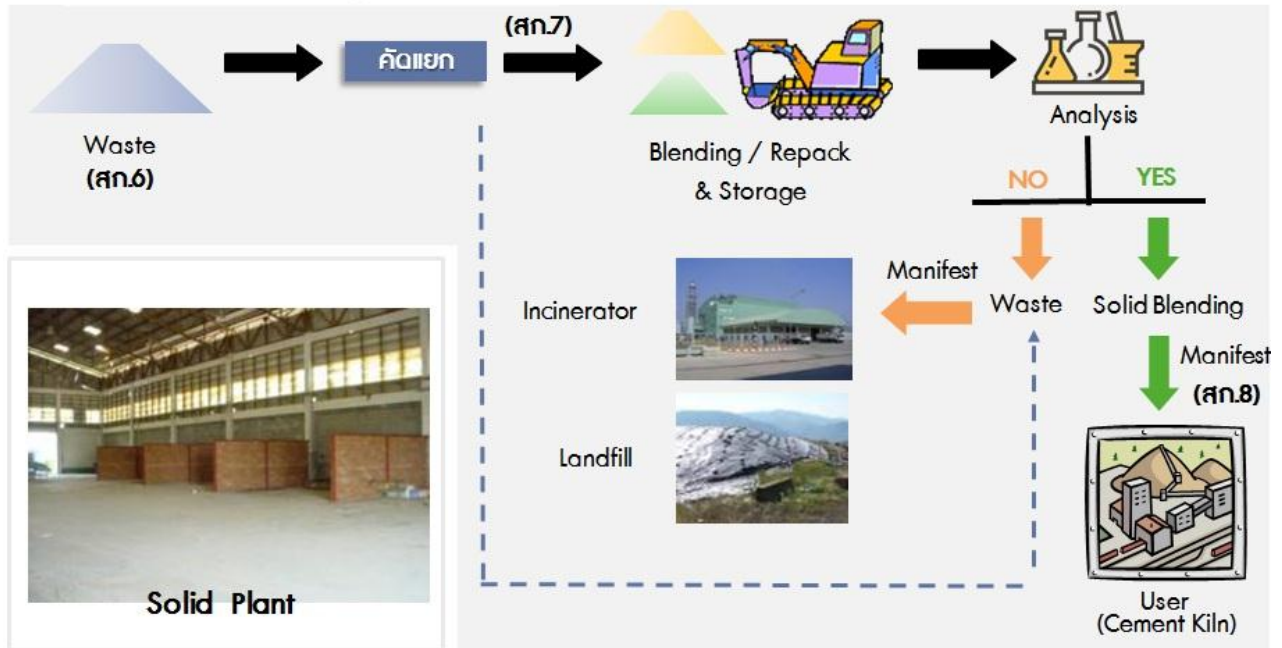 Waste
(สก.6)
คัดแยก
(สก.7)
Blending / Repack
& Storage
Analysis
NO
YES
Manifest
Waste
Solid Blending
Manifest
(สก.8)
Incinerator
Landfill
User
(Cement Kiln)
Solid Plant